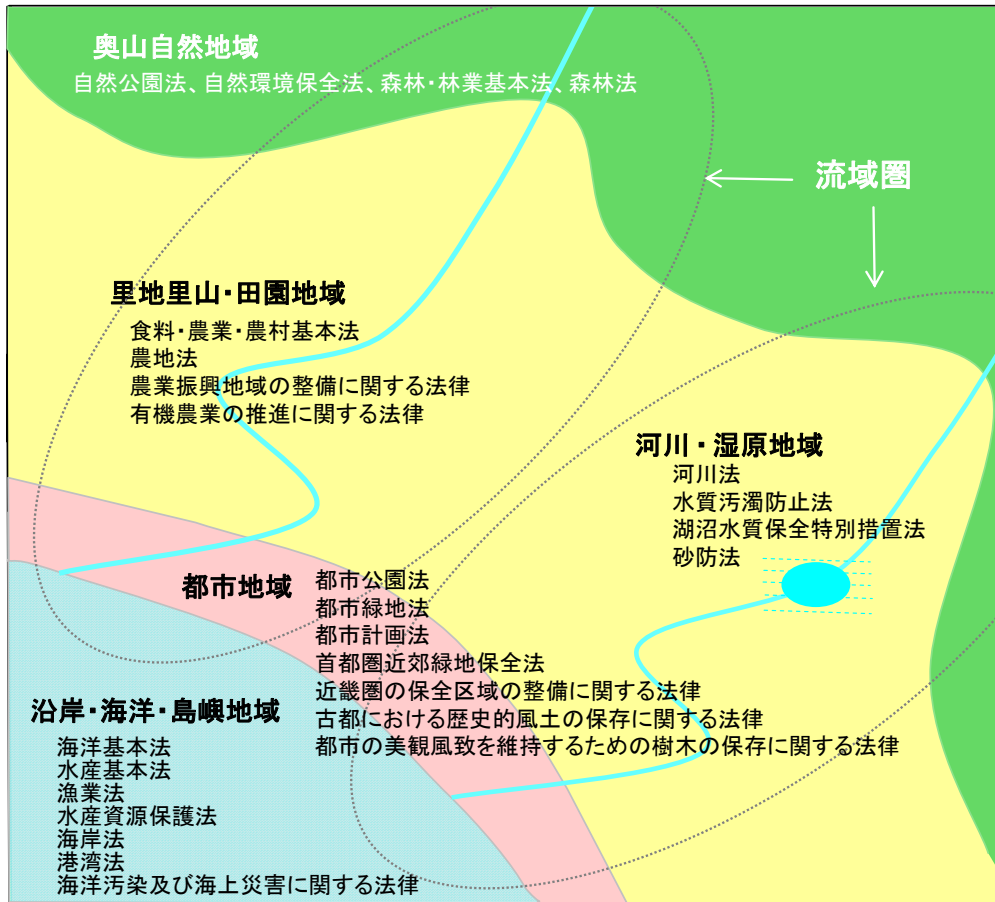 奥山自然地域
自然公園法、自然環境保全法、森林・林業基本法、森林法
流域圏
里地里山・田園地域
食料・農業・農村基本法
農地法
農業振興地域の整備に関する法律
有機農業の推進に関する法律
河川・湿原地域
河川法
水質汚濁防止法
湖沼水質保全特別措置法
砂防法
都市地域
都市公園法
都市緑地法
都市計画法
首都圏近郊緑地保全法
近畿圏の保全区域の整備に関する法律
古都における歴史的風土の保存に関する法律
都市の美観風致を維持するための樹木の保存に関する法律
沿岸・海洋・島嶼地域
海洋基本法
水産基本法
漁業法
水産資源保護法
海岸法
港湾法
海洋汚染及び海上災害に関する法律